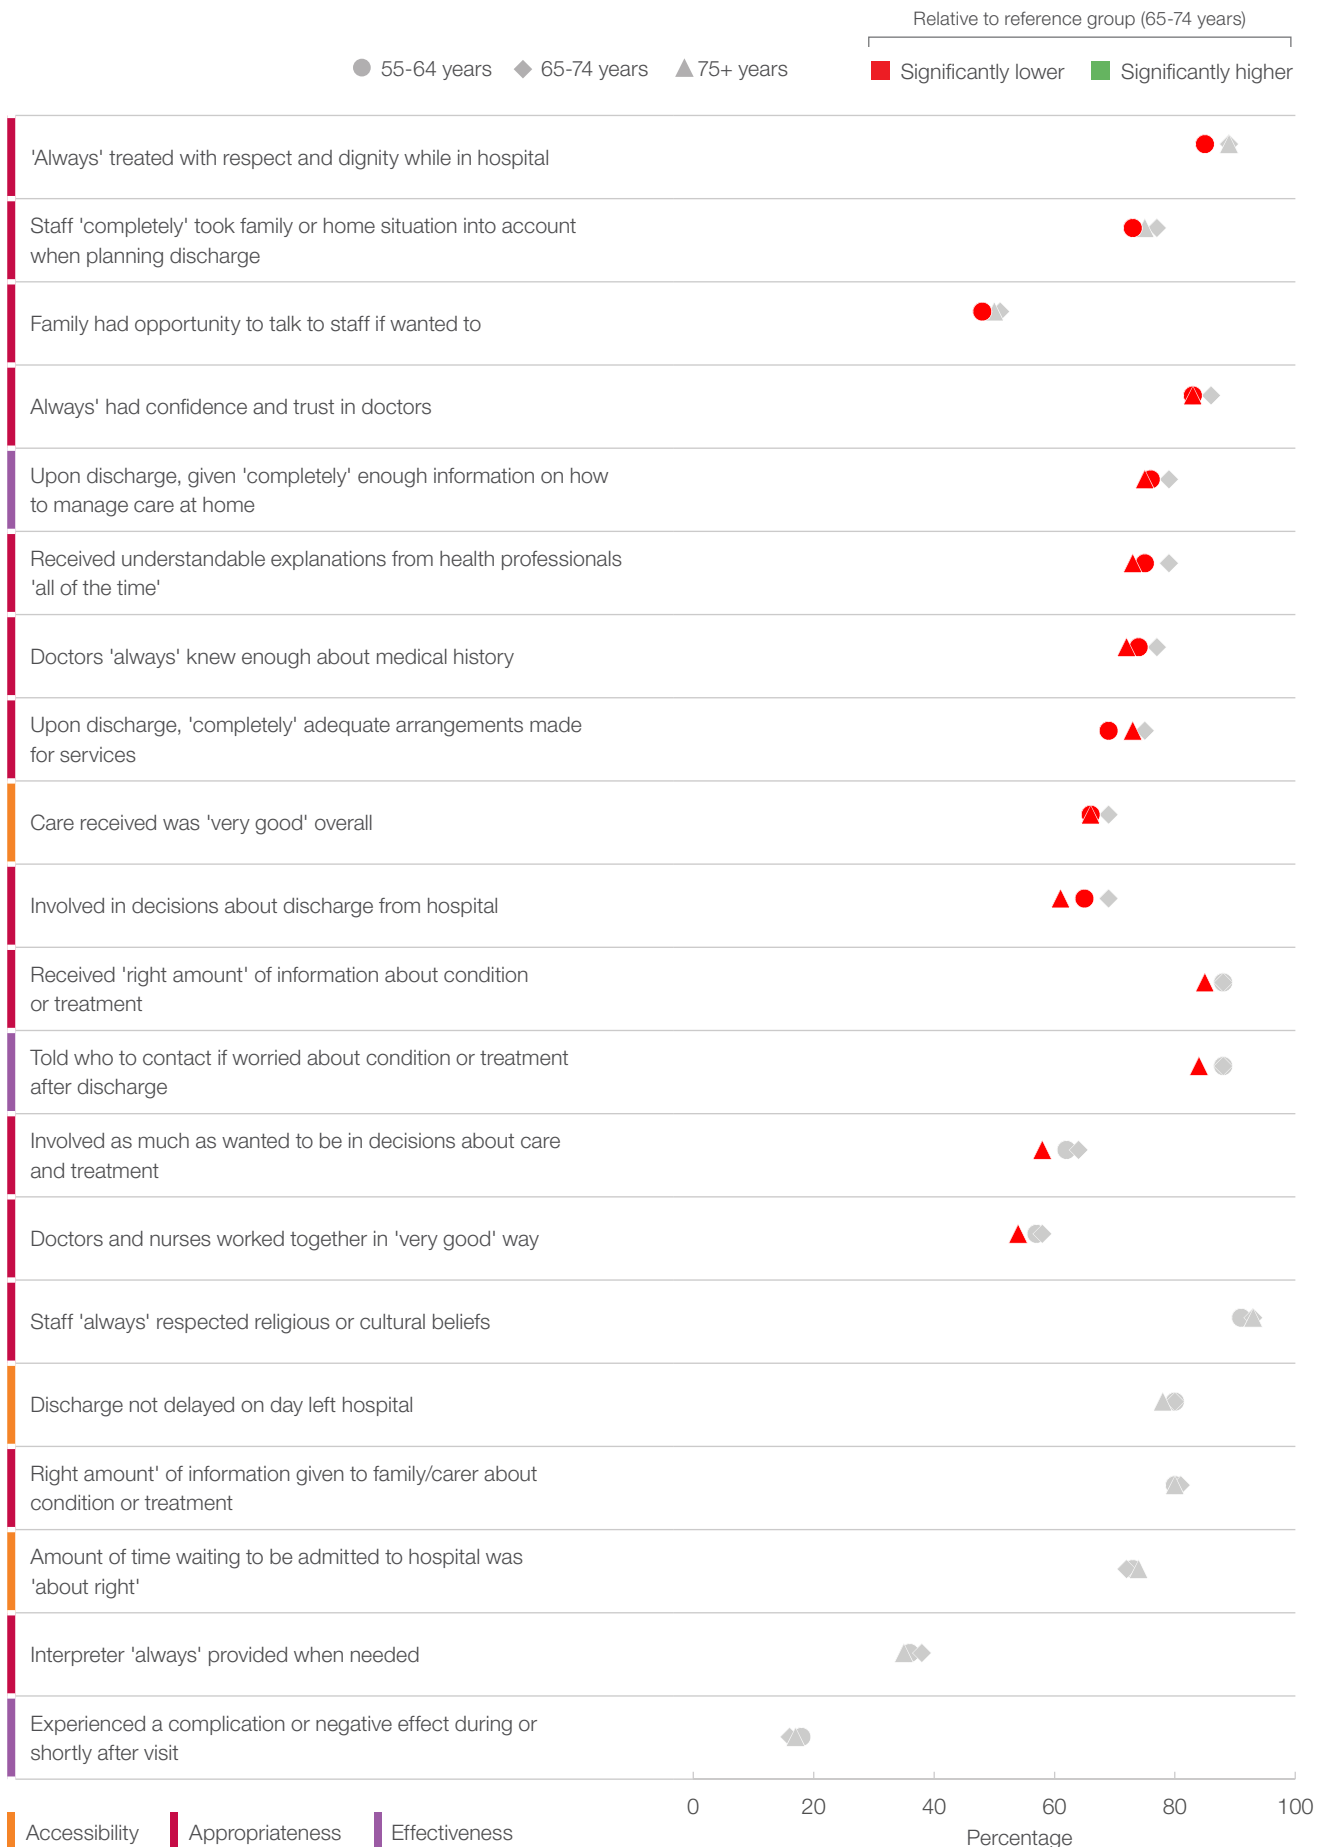 Relative to reference group (65-74 years)
55-64 years 65-74 years 75+ years Significantly lower Significantly higher
'Always' treated with respect and dignity while in hospital
Staff 'completely' took family or home situation into account
when planning discharge
Family had opportunity to talk to staff if wanted to
Always' had confidence and trust in doctors
Upon discharge, given 'completely' enough information on how
to manage care at home
Received understandable explanations from health professionals
'all of the time'
Doctors 'always' knew enough about medical history
Upon discharge, 'completely' adequate arrangements made
for services
Care received was 'very good' overall
Involved in decisions about discharge from hospital
Received 'right amount' of information about condition
or treatment
Told who to contact if worried about condition or treatment
after discharge
Involved as much as wanted to be in decisions about care
and treatment
Doctors and nurses worked together in 'very good' way
Staff 'always' respected religious or cultural beliefs
Discharge not delayed on day left hospital
Right amount' of information given to family/carer about
condition or treatment
Amount of time waiting to be admitted to hospital was
'about right'
Interpreter 'always' provided when needed
Experienced a complication or negative effect during or
shortly after visit
0 20 40 60 80 100
Percentage
Accessibility Appropriateness Effectiveness